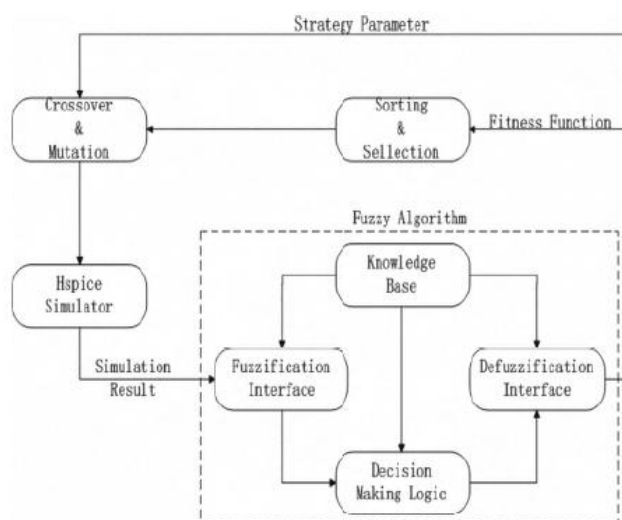 Strategy Parameter
Crossover
&
Mutation
Sorting
&
Sellection
Fitness Function
Fuzzy Algorithm
Knowledge
Base
Hspice
Simulator
Simulation
Result
Fuzzification
Interface
Defuzzification
Interface
Decision
Making Logic